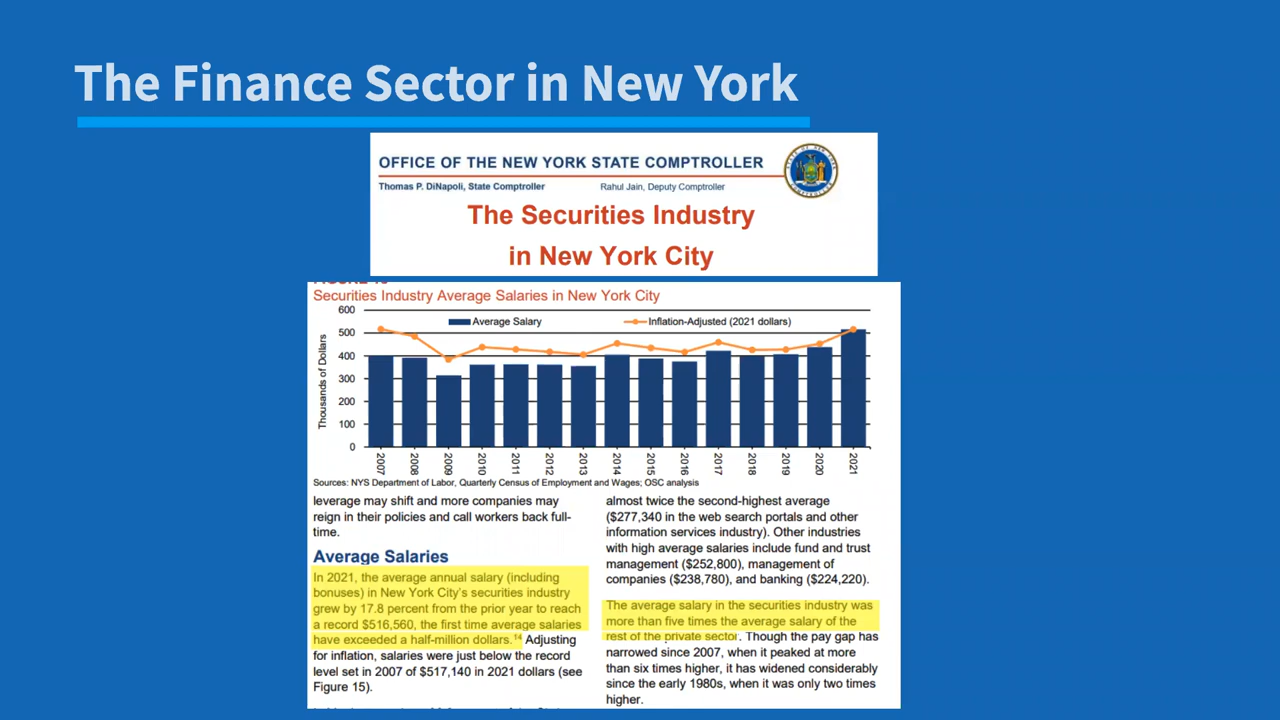 The Finance Sector in New York
OFFICE OF THE NEW YORK STATE COMPTROLLER
Thomas P. DiNapoli, State Comptroller
Rahul Jain, Deputy Comptroller
The Securities Industry
in New York City
Securities Industry Average Salaries in New York City
600
500
400
300
200
100
0
Thousands of Dollars
Average Salary
Inflation-Adjusted (2021 dollars)
2007
2008
2009
2010
2011
2012
2013
2014
2015
2016
2017
2018
2019
2020
2021
Sources: NYS Department of Labor, Quarterly Census of Employment and Wages; OSC analysis
leverage may shift and more companies may
reign in their policies and call workers back full-
time.
Average Salaries
In 2021, the average annual salary (including
bonuses) in New York City's securities industry
grew by 17.8 percent from the prior year to reach
a record $516,560, the first time average salaries
have exceeded a half-million dollars.14 Adjusting
for inflation, salaries were just below the record
level set in 2007 of $517,140 in 2021 dollars (see
Figure 15).
almost twice the second-highest average
($277,340 in the web search portals and other
information services industry). Other industries
with high average salaries include fund and trust
management ($252,800), management of
companies ($238,780), and banking ($224,220).
The average salary in the securities industry was
more than five times the average salary of the
rest of the private sector. Though the pay gap has
narrowed since 2007, when it peaked at more
than six times higher, it has widened considerably
since the early 1980s, when it was only two times
higher.